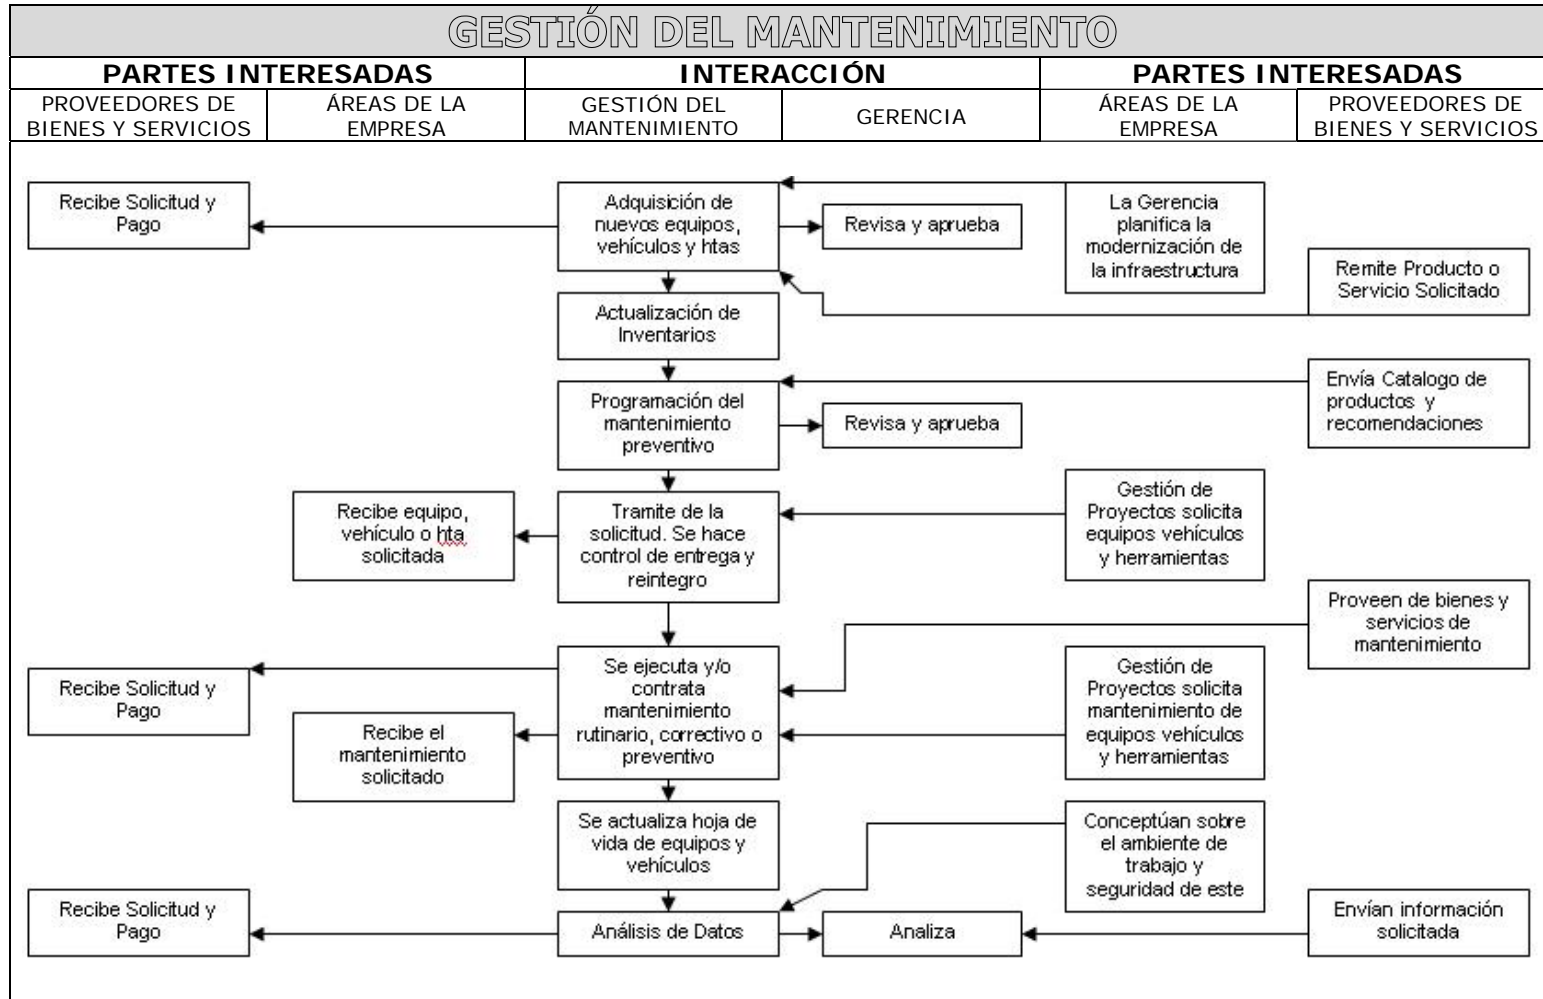 GESTIÓN DEL MANTENIMIENTO
PARTES INTERESADAS
INTERACCIÓN
PARTES INTERESADAS
PROVEEDORES DE
BIENES Y SERVICIOS
ÁREAS DE LA
EMPRESA
GESTIÓN DEL
MANTENIMIENTO
GERENCIA
ÁREAS DE LA
EMPRESA
PROVEEDORES DE
BIENES Y SERVICIOS
Recibe Solicitud y
Pago
Adquisición de
nuevos equipos,
vehículos y htas
Revisa y aprueba
La Gerencia
planifica la
modernización de
la infraestructura
Remite Producto o
Servicio Solicitado
Actualización de
Inventarios
Programación del
mantenimiento
preventivo
Revisa y aprueba
Envía Catalogo de
productos y
recomendaciones
Recibe equipo,
vehículo o hta
solicitada
Tramite de la
solicitud. Se hace
control de entrega y
reintegro
Gestión de
Proyectos solicita
equipos vehículos
y herramientas
Proveen de bienes y
servicios de
mantenimiento
Recibe Solicitud y
Pago
Recibe el
mantenimiento
solicitado
Se ejecuta y/o
contrata
mantenimiento
rutinario, correctivo o
preventivo
Gestión de
Proyectos solicita
mantenimiento de
equipos vehículos
y herramientas
Se actualiza hoja de
vida de equipos y
vehículos
Conceptúan sobre
el ambiente de
trabajo y
seguridad de este
Recibe Solicitud y
Pago
Análisis de Datos
Analiza
Envían información
solicitada